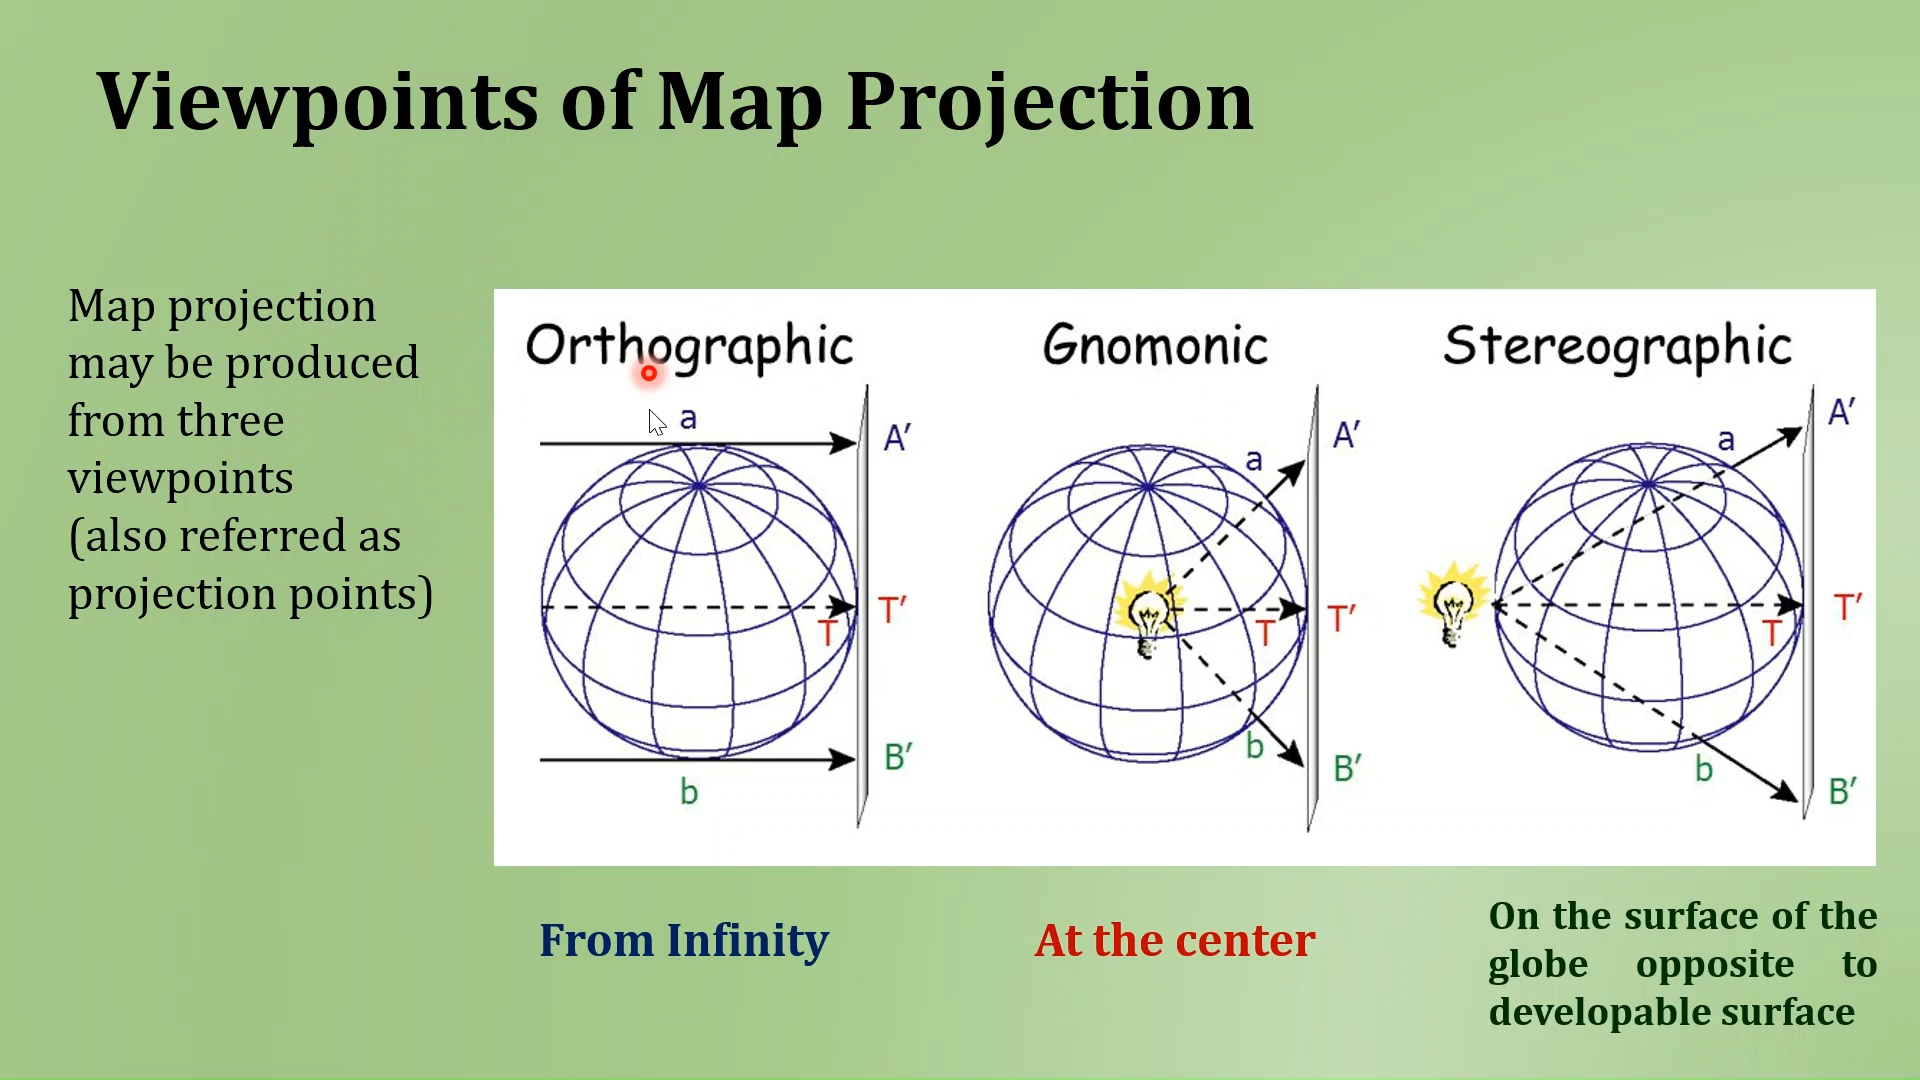 Viewpoints of Map Projection
Map projection
may be produced
from three
viewpoints
(also referred as
projection points)
Orthographic
a
A′
T
T′
B′
b
Gnomonic
a
A′
T
T′
b
B′
Stereographic
a
A′
T
T′
b
B′
From Infinity
At the center
On the surface of the
globe opposite to
developable surface